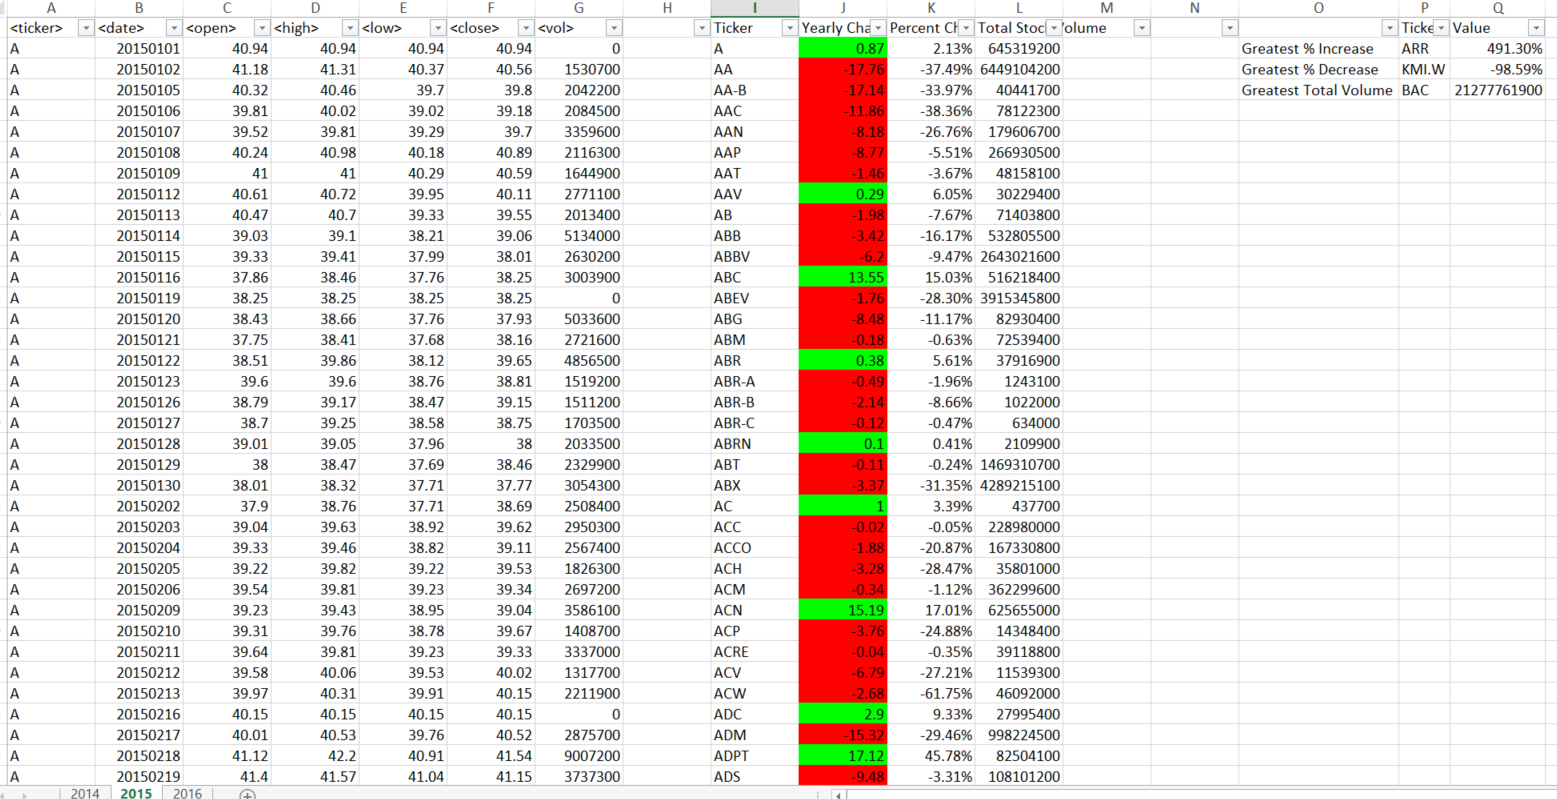 A B C D E F G H I J K L M N O P Q
<ticker> <date> <open> <high> <low> <close> <vol> Ticker Yearly Cha Percent Ch Total Stoc olume Ticke Value
A 20150101 40.94 40.94 40.94 40.94 0 A 0.87 2.13% 645319200 Greatest % Increase ARR 491.30%
A 20150102 41.18 41.31 40.37 40.56 1530700 AA -17.76 -37.49% 6449104200 Greatest % Decrease KMI.W -98.59%
A 20150105 40.32 40.46 39.7 39.8 2042200 AA-B -17.14 -33.97% 40441700 Greatest Total Volume BAC 21277761900
A 20150106 39.81 40.02 39.02 39.18 2084500 AAC -11.86 -38.36% 78122300
A 20150107 39.52 39.81 39.29 39.7 3359600 AAN -8.18 -26.76% 179606700
A 20150108 40.24 40.98 40.18 40.89 2116300 AAP -8.77 -5.51% 266930500
A 20150109 41 41 40.29 40.59 1644900 AAT -1.46 -3.67% 48158100
A 20150112 40.61 40.72 39.95 40.11 2771100 AAV 0.29 6.05% 30229400
A 20150113 40.47 40.7 39.33 39.55 2013400 AB -1.98 -7.67% 71403800
A 20150114 39.03 39.1 38.21 39.06 5134000 ABB -3.42 -16.17% 532805500
A 20150115 39.33 39.41 37.99 38.01 2630200 ABBV -6.2 -9.47% 2643021600
A 20150116 37.86 38.46 37.76 38.25 3003900 ABC 13.55 15.03% 516218400
A 20150119 38.25 38.25 38.25 38.25 0 ABEV -1.76 -28.30% 3915345800
A 20150120 38.43 38.66 37.76 37.93 5033600 ABG -8.48 -11.17% 82930400
A 20150121 37.75 38.41 37.68 38.16 2721600 ABM -0.18 -0.63% 72539400
A 20150122 38.51 39.86 38.12 39.65 4856500 ABR 0.38 5.61% 37916900
A 20150123 39.6 39.6 38.76 38.81 1519200 ABR-A -0.49 -1.96% 1243100
A 20150126 38.79 39.17 38.47 39.15 1511200 ABR-B -2.14 -8.66% 1022000
A 20150127 38.7 39.25 38.58 38.75 1703500 ABR-C -0.12 -0.47% 634000
A 20150128 39.01 39.05 37.96 38 2033500 ABRN 0.1 0.41% 2109900
A 20150129 38 38.47 37.69 38.46 2329900 ABT -0.11 -0.24% 1469310700
A 20150130 38.01 38.32 37.71 37.77 3054300 ABX -3.37 -31.35% 4289215100
A 20150202 37.9 38.76 37.71 38.69 2508400 AC 1 3.39% 437700
A 20150203 39.04 39.63 38.92 39.62 2950300 ACC -0.02 -0.05% 228980000
A 20150204 39.33 39.46 38.82 39.11 2567400 ACCO -1.88 -20.87% 167330800
A 20150205 39.22 39.82 39.22 39.53 1826300 ACH -3.28 -28.47% 35801000
A 20150206 39.54 39.81 39.23 39.34 2697200 ACM -0.34 -1.12% 362299600
A 20150209 39.23 39.43 38.95 39.04 3586100 ACN 15.19 17.01% 625655000
A 20150210 39.31 39.76 38.78 39.67 1408700 ACP -3.76 -24.88% 14348400
A 20150211 39.64 39.81 39.23 39.33 3337000 ACRE -0.04 -0.35% 39118800
A 20150212 39.58 40.06 39.53 40.02 1317700 ACV -6.79 -27.21% 11539300
A 20150213 39.97 40.31 39.91 40.15 2211900 ACW -2.68 -61.75% 46092000
A 20150216 40.15 40.15 40.15 40.15 0 ADC 2.9 9.33% 27995400
A 20150217 40.01 40.53 39.76 40.52 2875700 ADM -15.32 -29.46% 998224500
A 20150218 41.12 42.2 40.91 41.54 9007200 ADPT 17.12 45.78% 82504100
A 20150219 41.4 41.57 41.04 41.15 3737300 ADS -9.48 -3.31% 108101200
2014 2015 2016